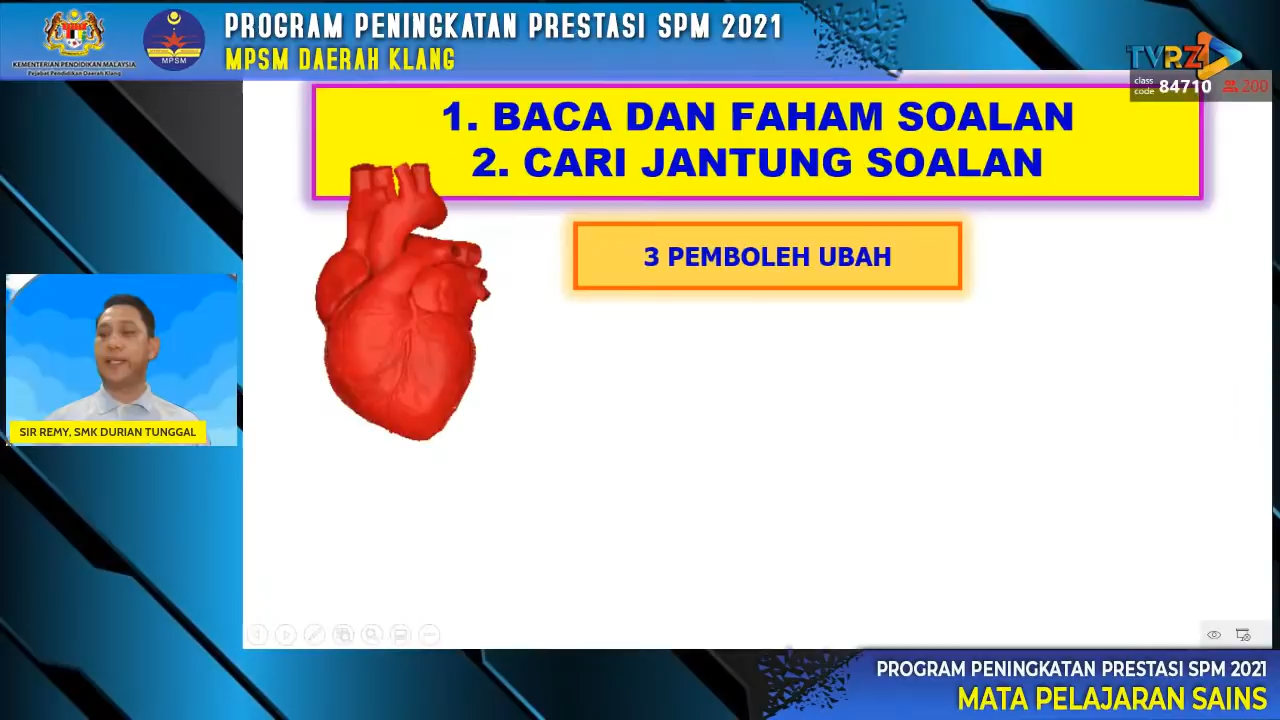 PROGRAM PENINGKATAN PRESTASI SPM 2021
MPSM DAERAH KLANG
KEMENTERIAN PENDIDIKAN MALAYSIA
Pejabat Pendidikan Daerah Klang
MPSM
TVRZ
class code 84710 200
1. BACA DAN FAHAM SOALAN
2. CARI JANTUNG SOALAN
3 PEMBOLEH UBAH
SIR REMY, SMK DURIAN TUNGGAL
PROGRAM PENINGKATAN PRESTASI SPM 2021
MATA PELAJARAN SAINS